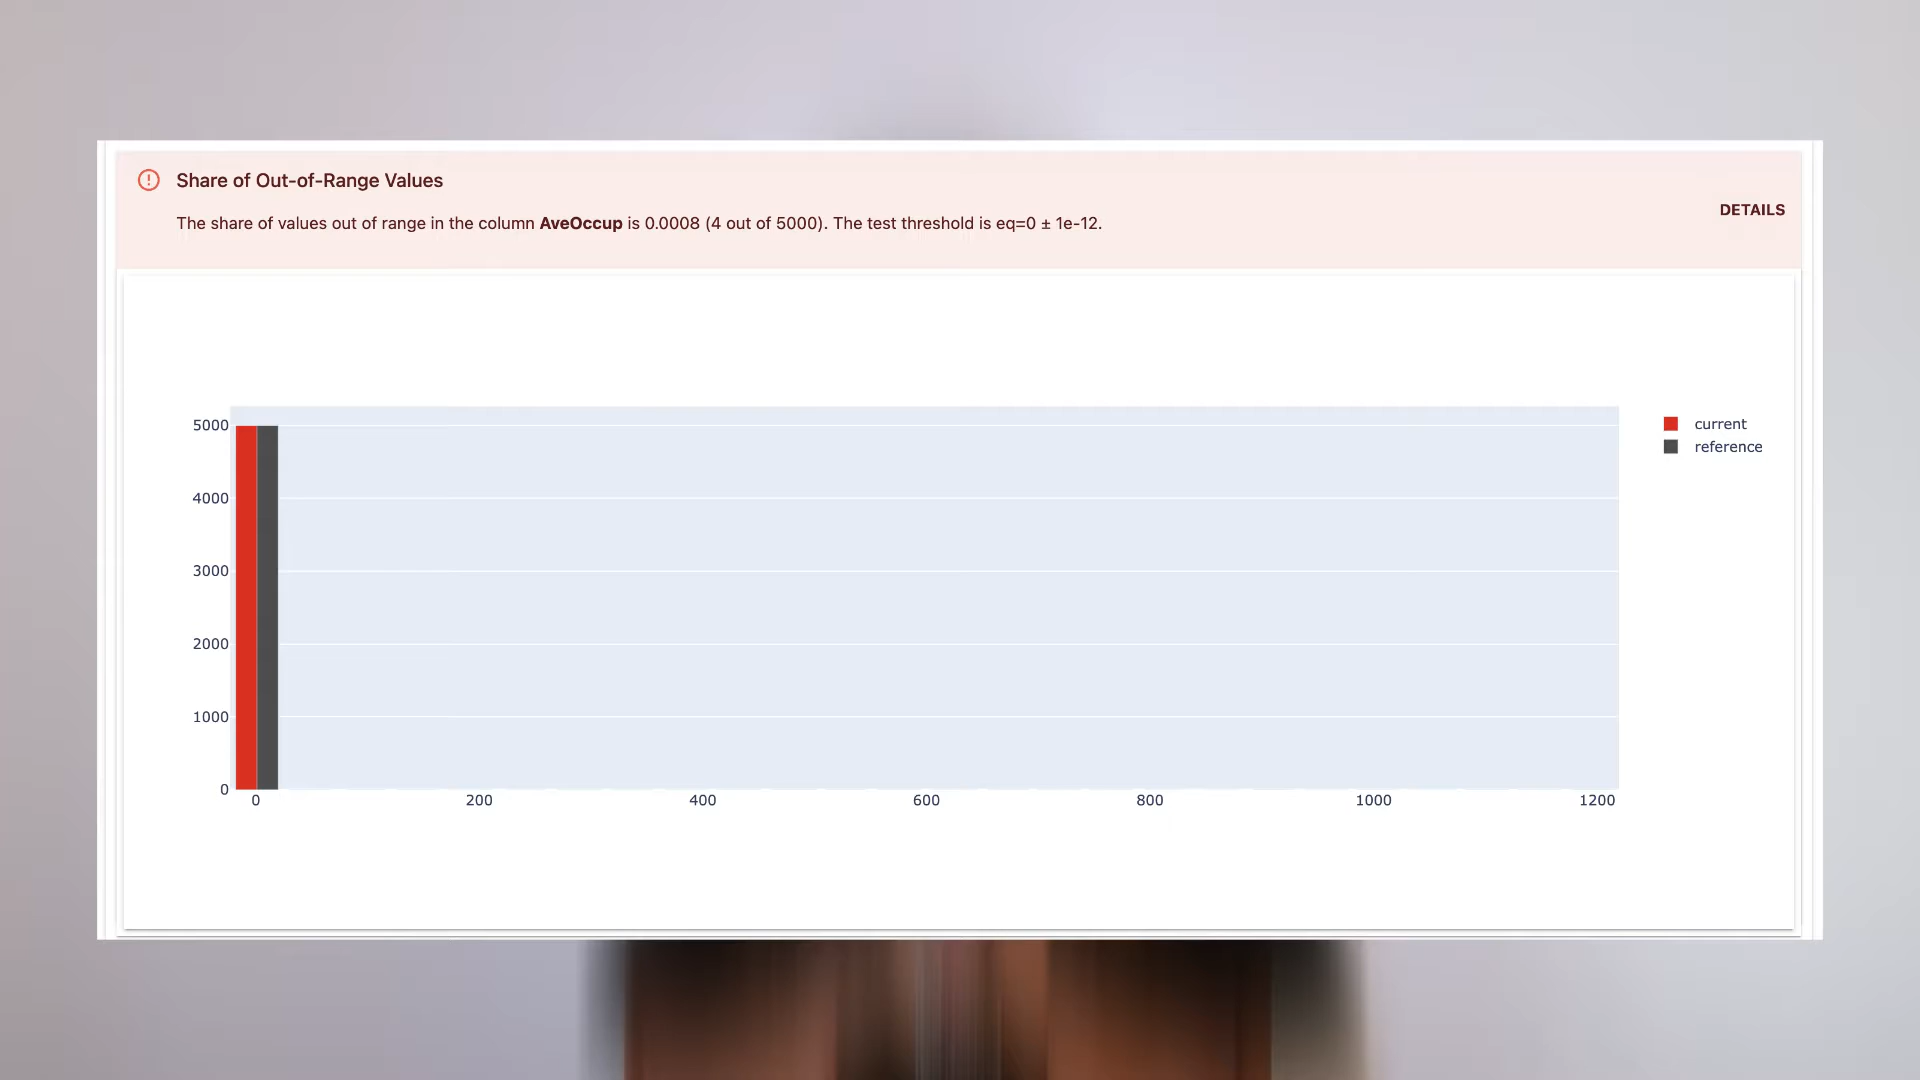 Share of Out-of-Range Values
The share of values out of range in the column AveOccup is 0.0008 (4 out of 5000). The test threshold is eq=0 ± 1e-12.
DETAILS
5000
4000
3000
2000
1000
0
0 200 400 600 800 1000 1200
current
reference